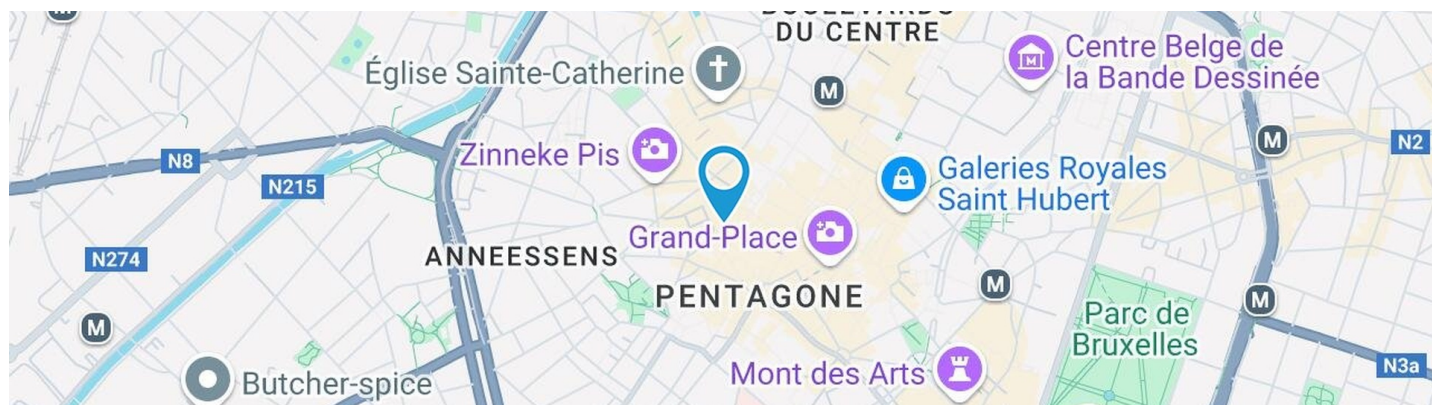 BOULEVARDS
DU CENTRE
Centre Belge de
la Bande Dessinée
Église Sainte-Catherine
M
M
N2
N8
Zinneke Pis
Galeries Royales
Saint Hubert
N215
Grand-Place
ANNEESSENS
N274
PENTAGONE
M
M
Parc de
Bruxelles
M
Mont des Arts
N3a
Butcher-spice